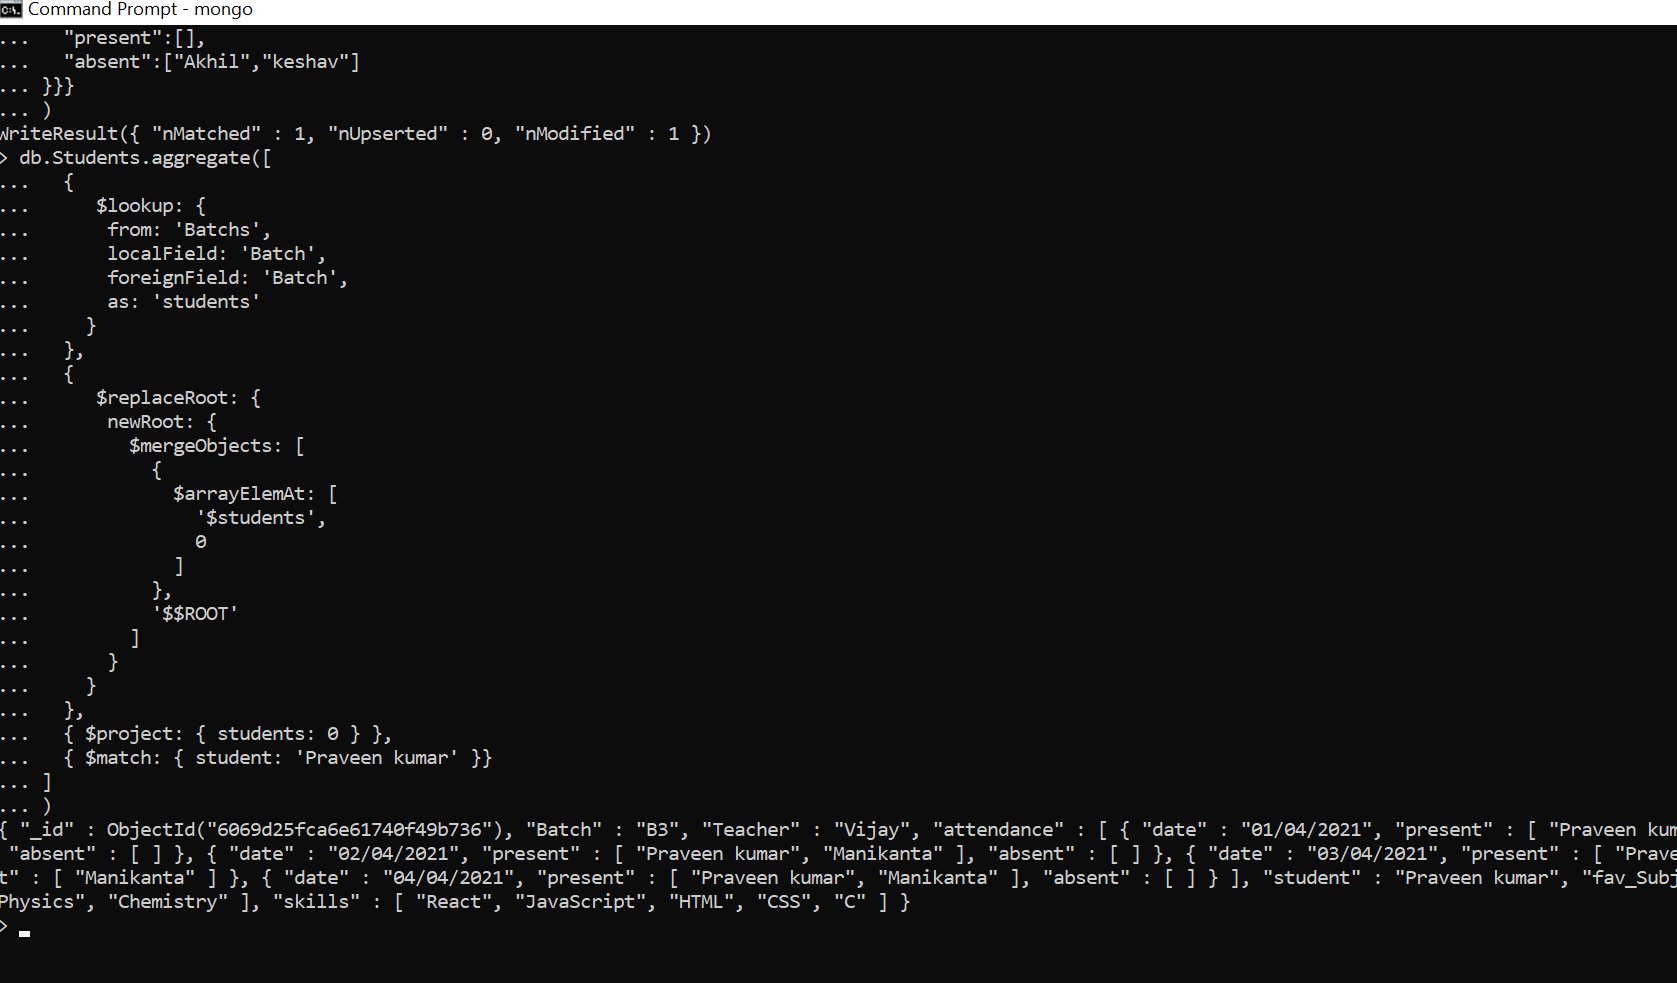 Command Prompt - mongo
...   "present":[],
...   "absent":["Akhil","keshav"]
... }}}
... )
WriteResult({ "nMatched" : 1, "nUpserted" : 0, "nModified" : 1 })
> db.Students.aggregate([
...   {
...      $lookup: {
...       from: 'Batchs',
...       localField: 'Batch',
...       foreignField: 'Batch',
...       as: 'students'
...     }
...   },
...   {
...      $replaceRoot: {
...       newRoot: {
...         $mergeObjects: [
...           {
...             $arrayElemAt: [
...               '$students',
...               0
...             ]
...           },
...           '$$ROOT'
...         ]
...       }
...     }
...   },
...   { $project: { students: 0 } },
...   { $match: { student: 'Praveen kumar' }}
... ]
... )
{ "_id" : ObjectId("6069d25fca6e61740f49b736"), "Batch" : "B3", "Teacher" : "Vijay", "attendance" : [ { "date" : "01/04/2021", "present" : [ "Praveen kum
 "absent" : [ ] }, { "date" : "02/04/2021", "present" : [ "Praveen kumar", "Manikanta" ], "absent" : [ ] }, { "date" : "03/04/2021", "present" : [ "Prave
t" : [ "Manikanta" ] }, { "date" : "04/04/2021", "present" : [ "Praveen kumar", "Manikanta" ], "absent" : [ ] } ], "student" : "Praveen kumar", "fav_Subj
Physics", "Chemistry" ], "skills" : [ "React", "JavaScript", "HTML", "CSS", "C" ] }
>